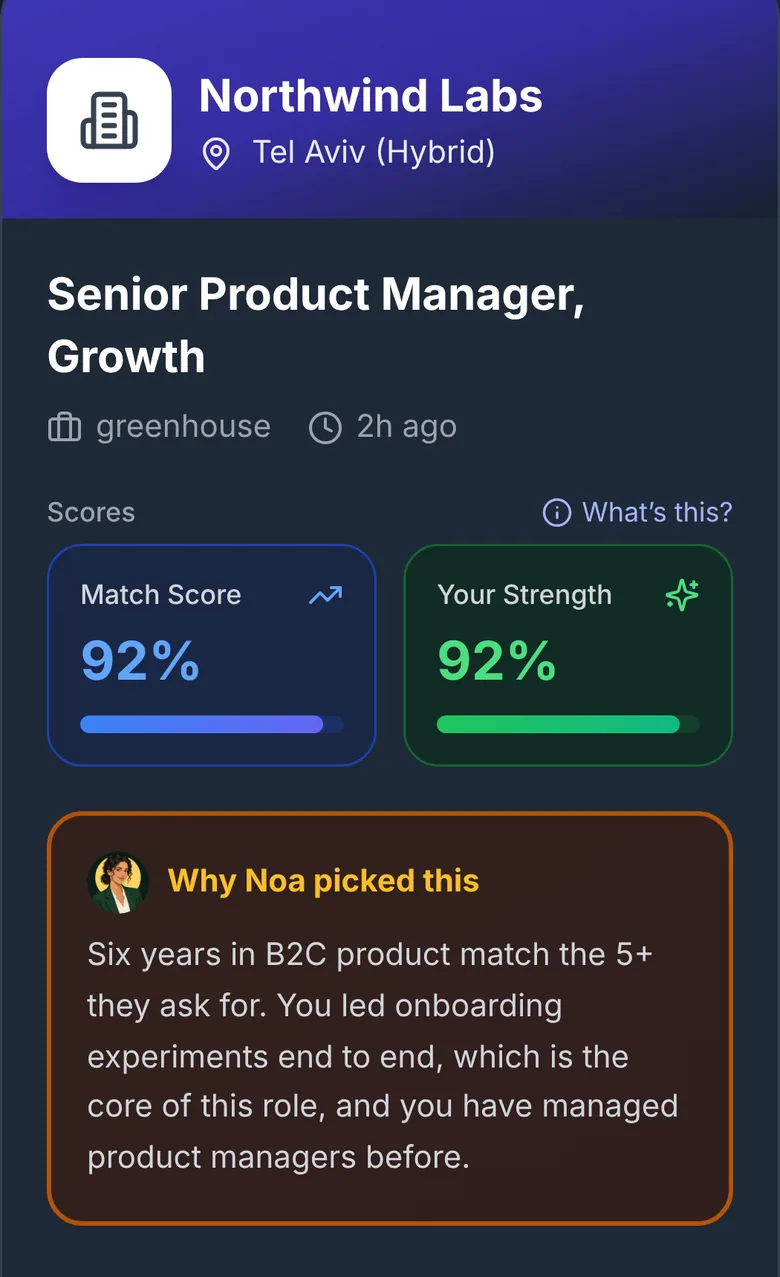 Northwind Labs
Tel Aviv (Hybrid)
Senior Product Manager,
Growth
greenhouse 2h ago
Scores What’s this?
Match Score Your Strength
92% 92%
Why Noa picked this
Six years in B2C product match the 5+
they ask for. You led onboarding
experiments end to end, which is the
core of this role, and you have managed
product managers before.